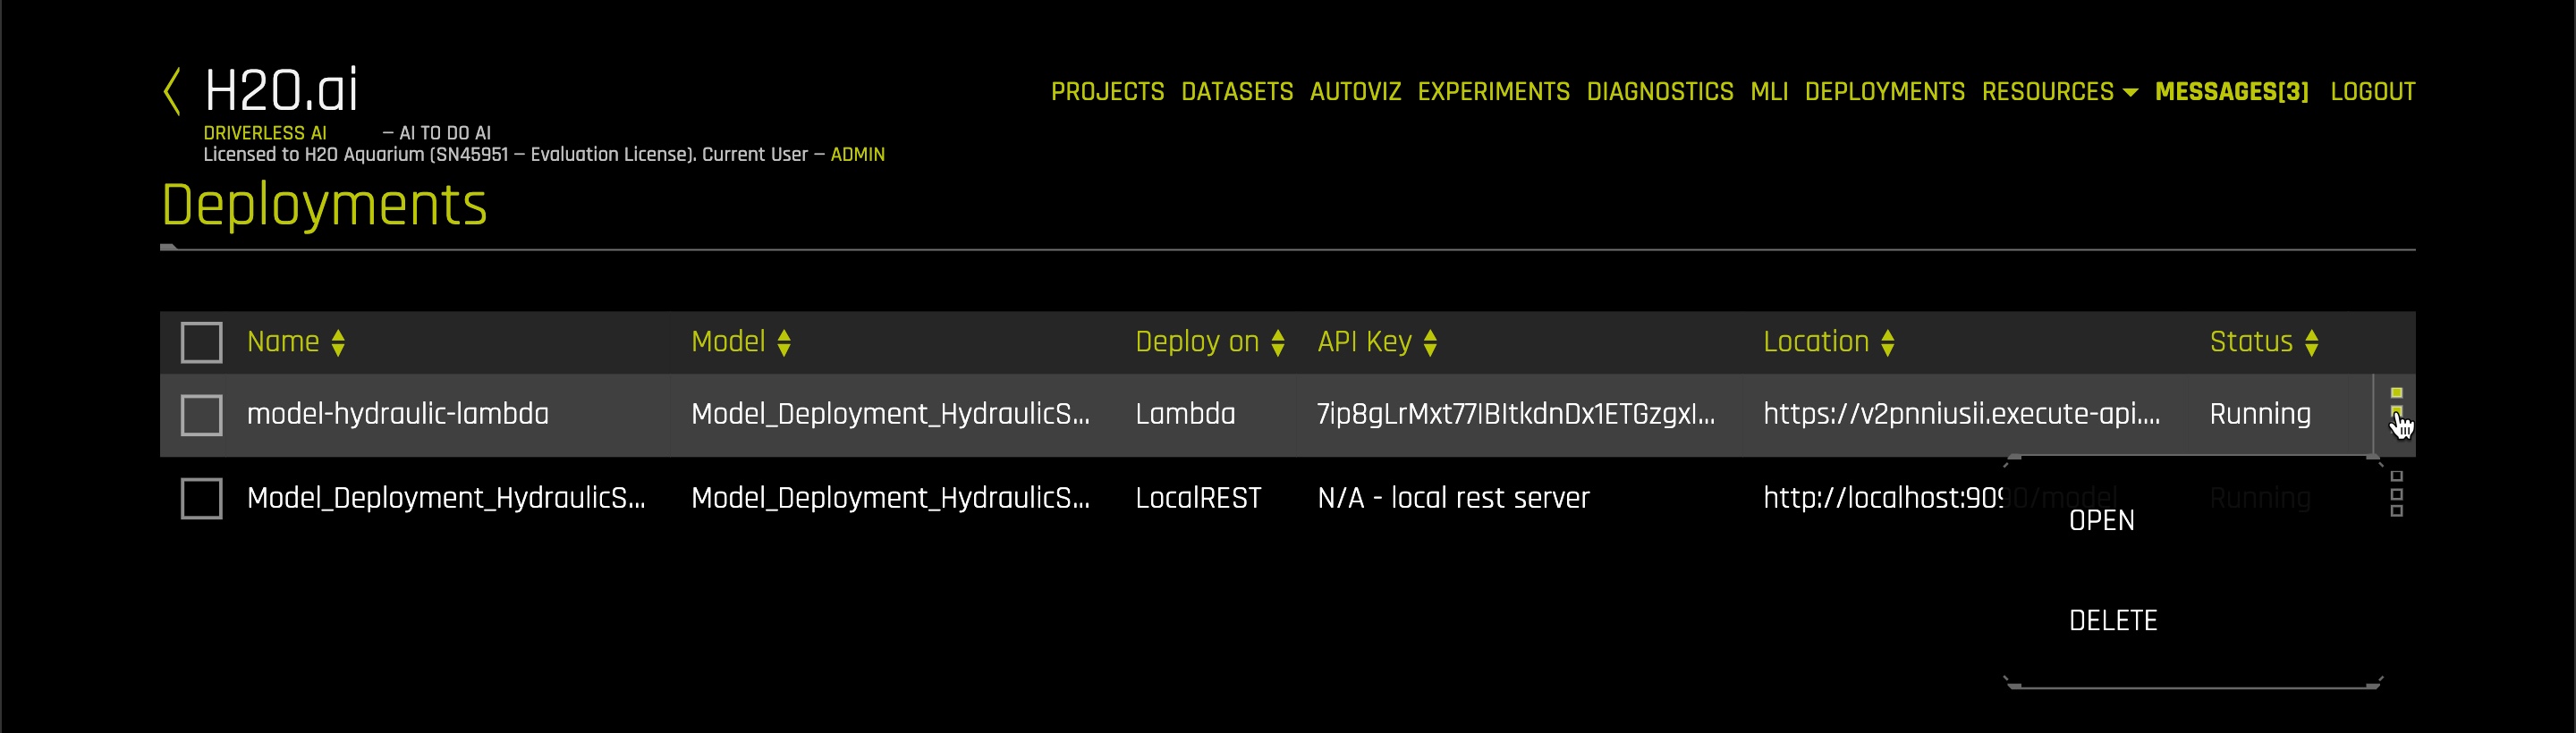 H2O.ai
PROJECTS DATASETS AUTOVIZ EXPERIMENTS DIAGNOSTICS MLI DEPLOYMENTS RESOURCES MESSAGES[3] LOGOUT
DRIVERLESS AI – AI TO DO AI
Licensed to H2O Aquarium (SN45951 – Evaluation License). Current User – ADMIN
Deployments
Name Model Deploy on API Key Location Status
model-hydraulic-lambda Model_Deployment_HydraulicS... Lambda 7ip8gLrMxt77IBItkdnDx1ETGzgxI... https://v2pnniusii.execute-api.... Running
Model_Deployment_HydraulicS... Model_Deployment_HydraulicS... LocalREST N/A - local rest server http://localhost:9090/model Running
OPEN
DELETE